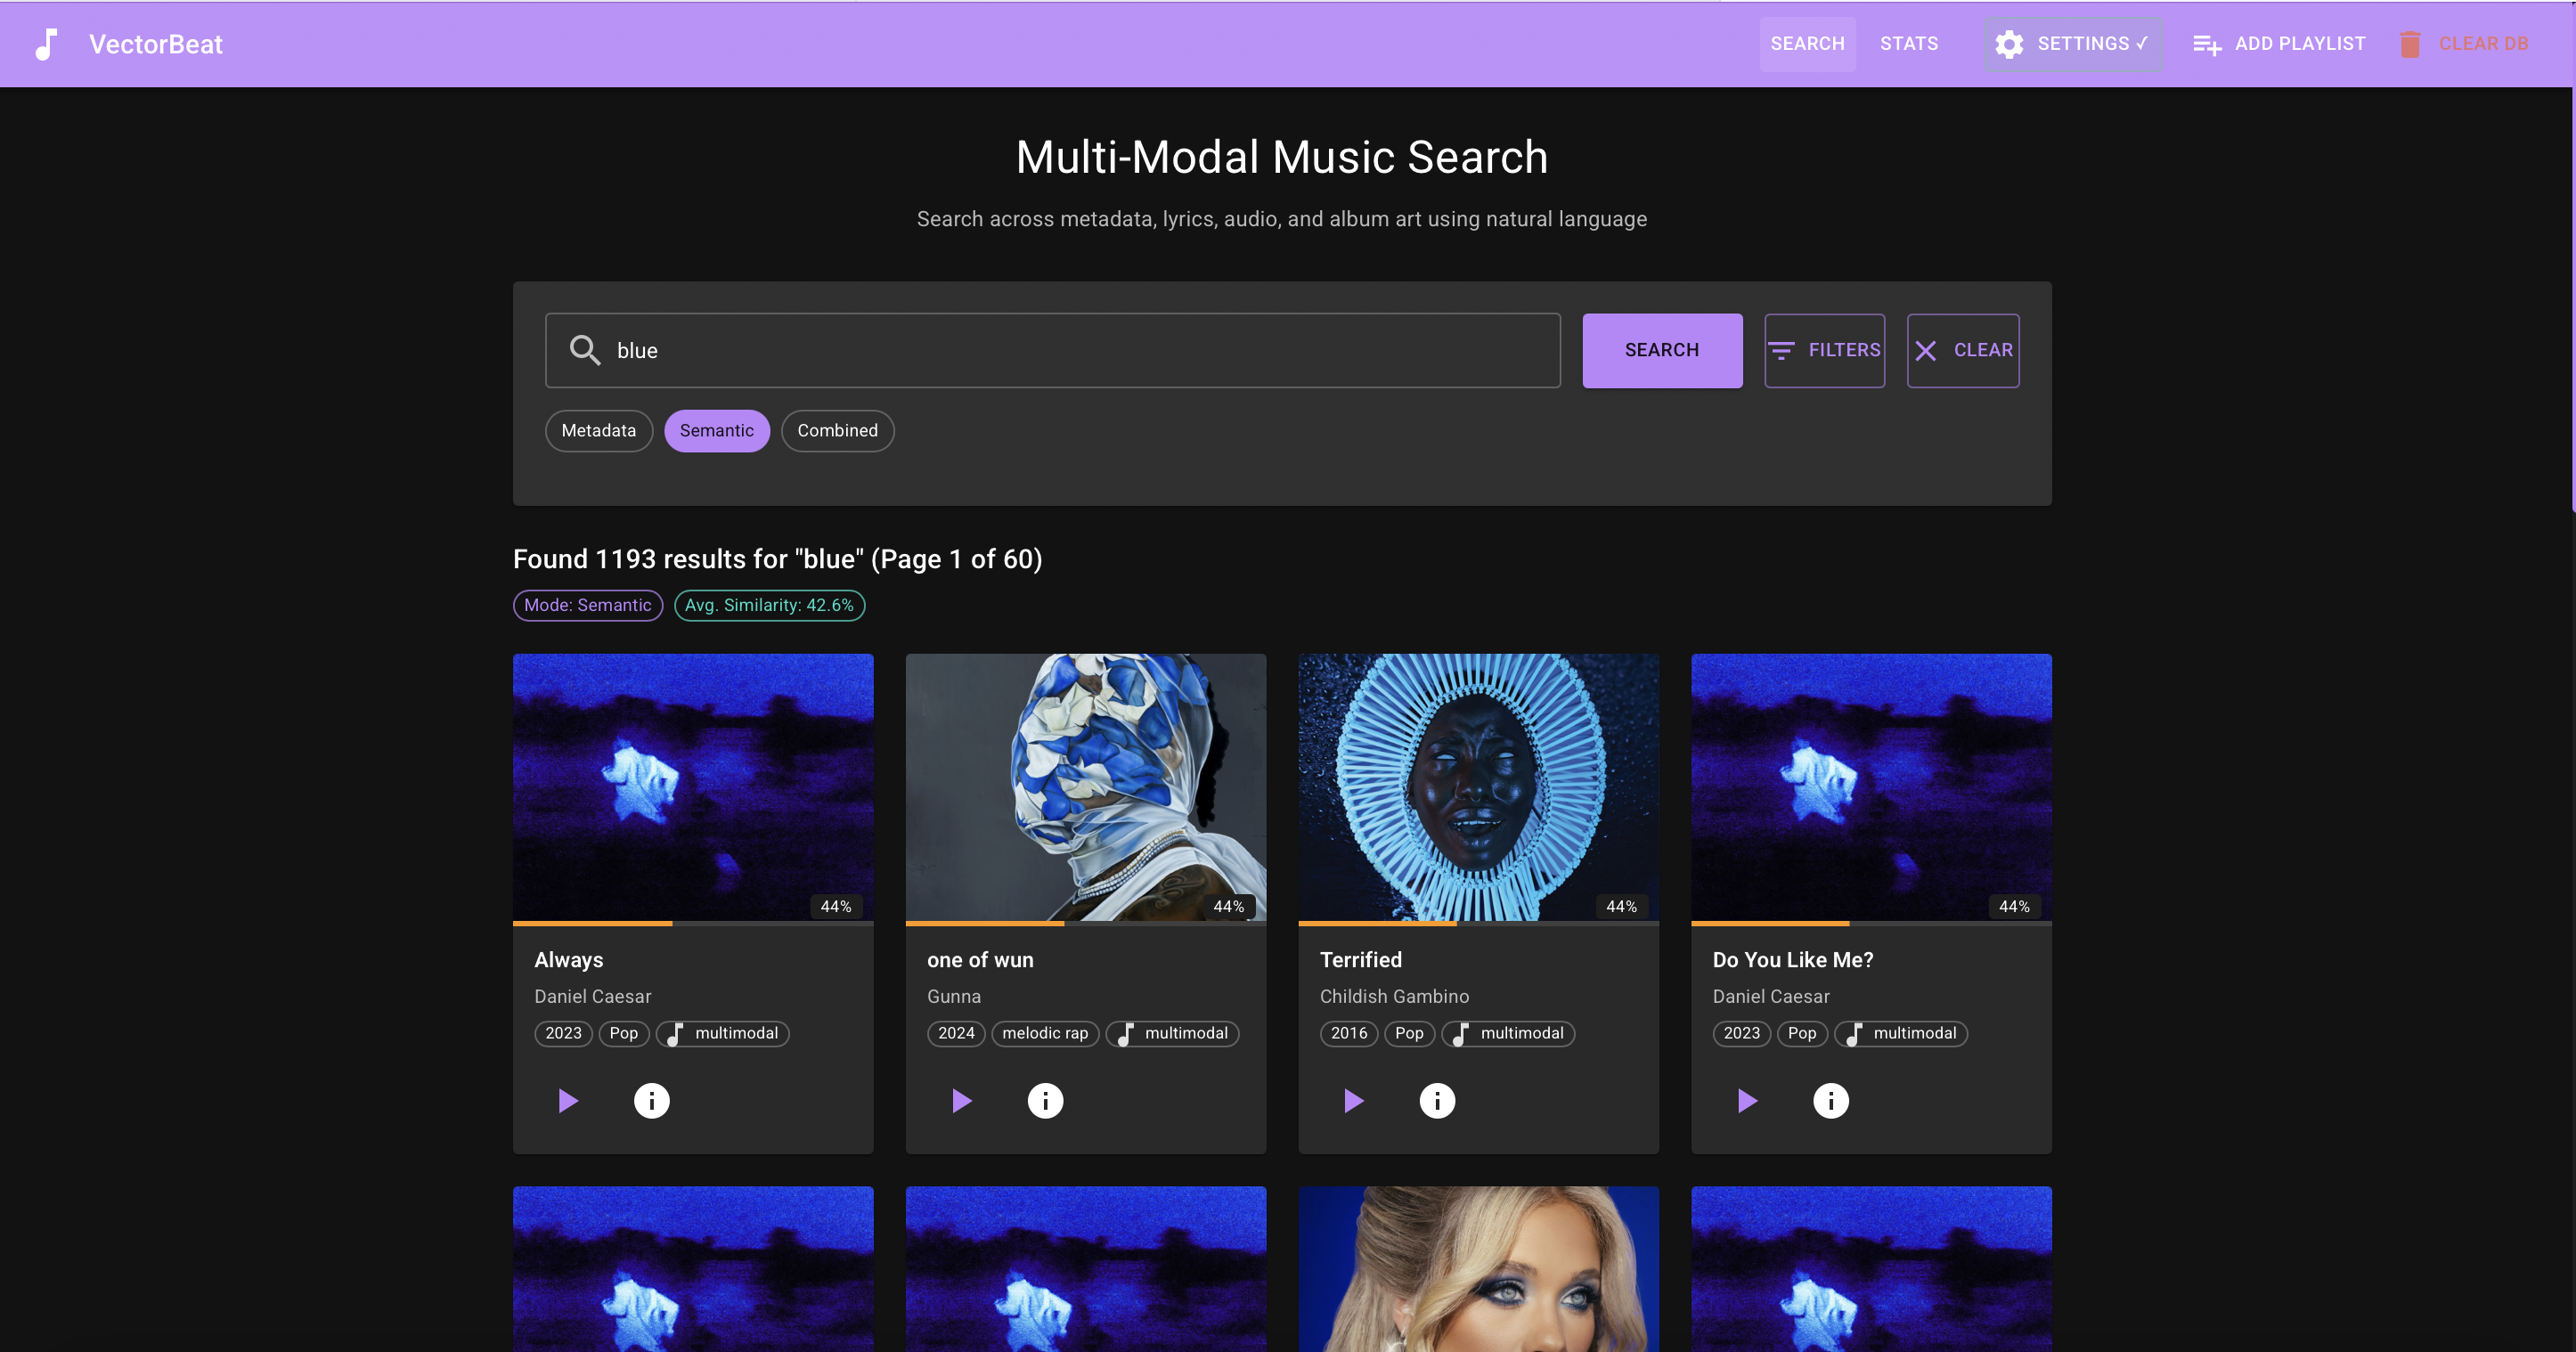 VectorBeat
SEARCH STATS SETTINGS ✓ ADD PLAYLIST CLEAR DB
Multi-Modal Music Search
Search across metadata, lyrics, audio, and album art using natural language
blue
SEARCH FILTERS CLEAR
Metadata Semantic Combined
Found 1193 results for "blue" (Page 1 of 60)
Mode: Semantic Avg. Similarity: 42.6%
44% 44% 44% 44%
Always
Daniel Caesar
2023 Pop multimodal
one of wun
Gunna
2024 melodic rap multimodal
Terrified
Childish Gambino
2016 Pop multimodal
Do You Like Me?
Daniel Caesar
2023 Pop multimodal